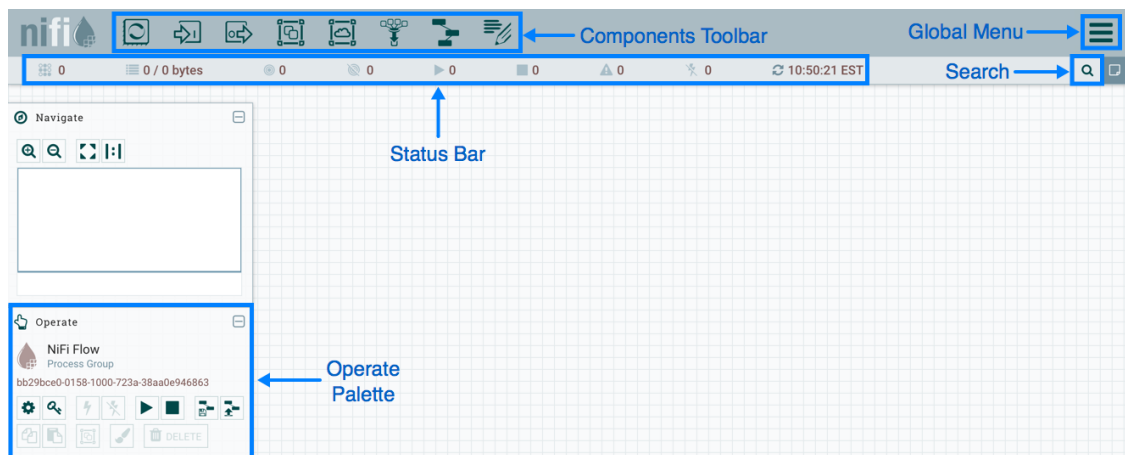 nifi
Components Toolbar
Global Menu
0
0 / 0 bytes
0
0
0
0
0
0
10:50:21 EST
Search
Status Bar
Navigate
Operate
NiFi Flow
Process Group
bb29bce0-0158-1000-723a-38aa0e946863
DELETE
Operate
Palette